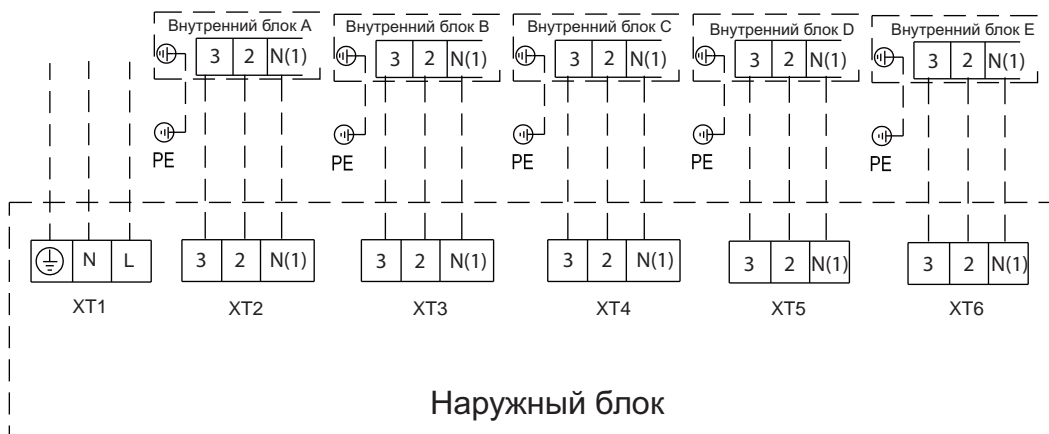 Внутренний блок A Внутренний блок B Внутренний блок C Внутренний блок D Внутренний блок E
3 2 N(1) 3 2 N(1) 3 2 N(1) 3 2 N(1) 3 2 N(1)
PE PE PE PE PE
N L 3 2 N(1) 3 2 N(1) 3 2 N(1) 3 2 N(1) 3 2 N(1)
XT1 XT2 XT3 XT4 XT5 XT6
Наружный блок